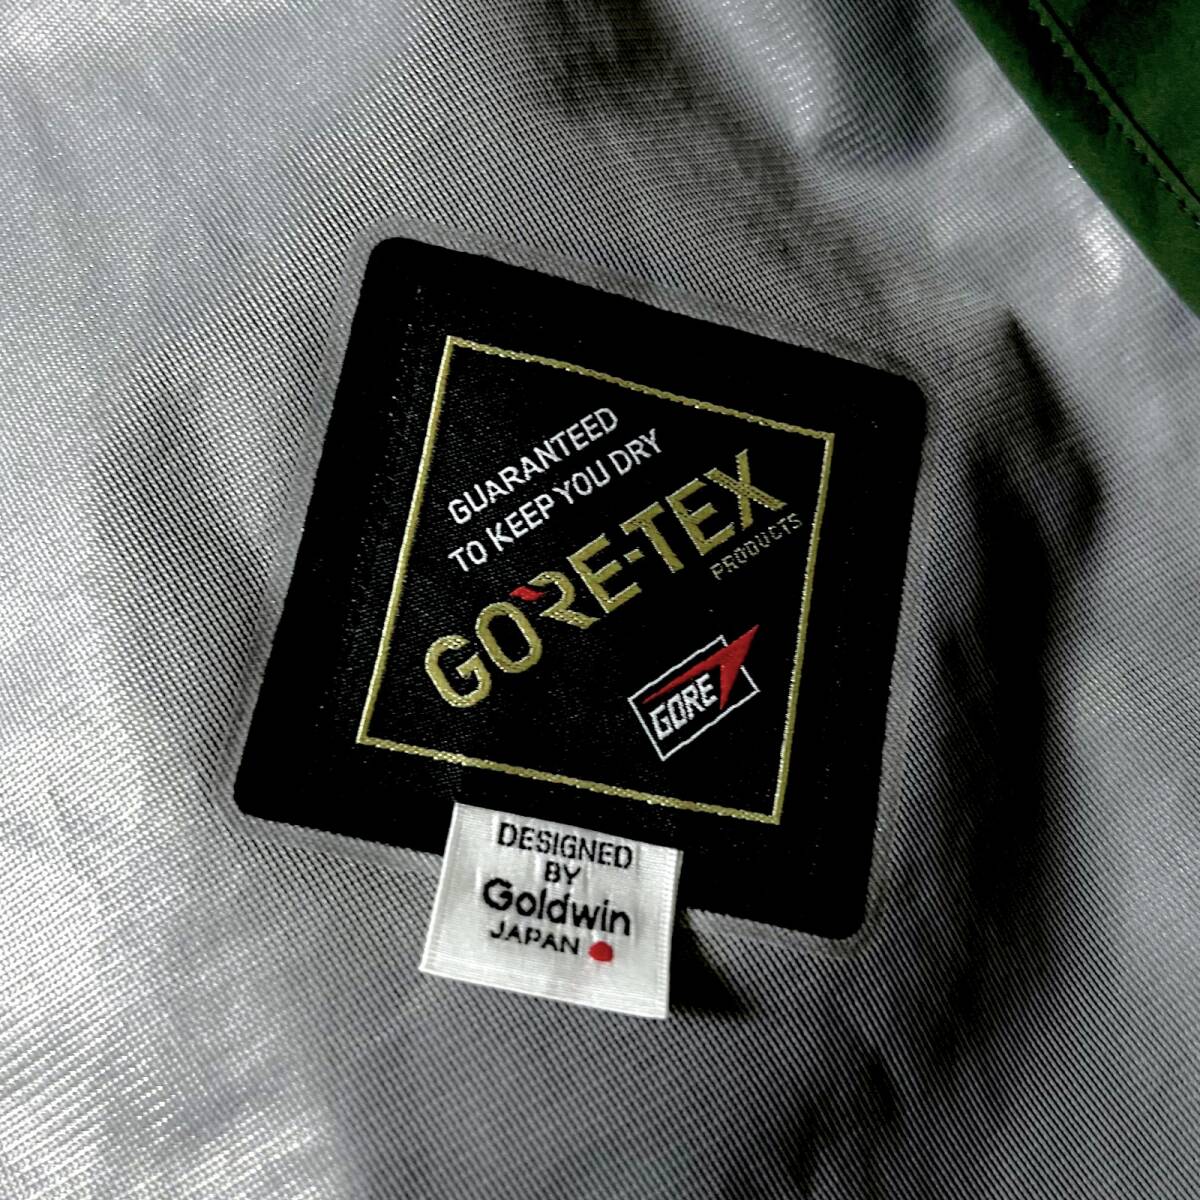 GUARANTEED
TO KEEP YOU DRY
GORE-TEX
PRODUCTS
GORE
DESIGNED
BY
Goldwin
JAPAN